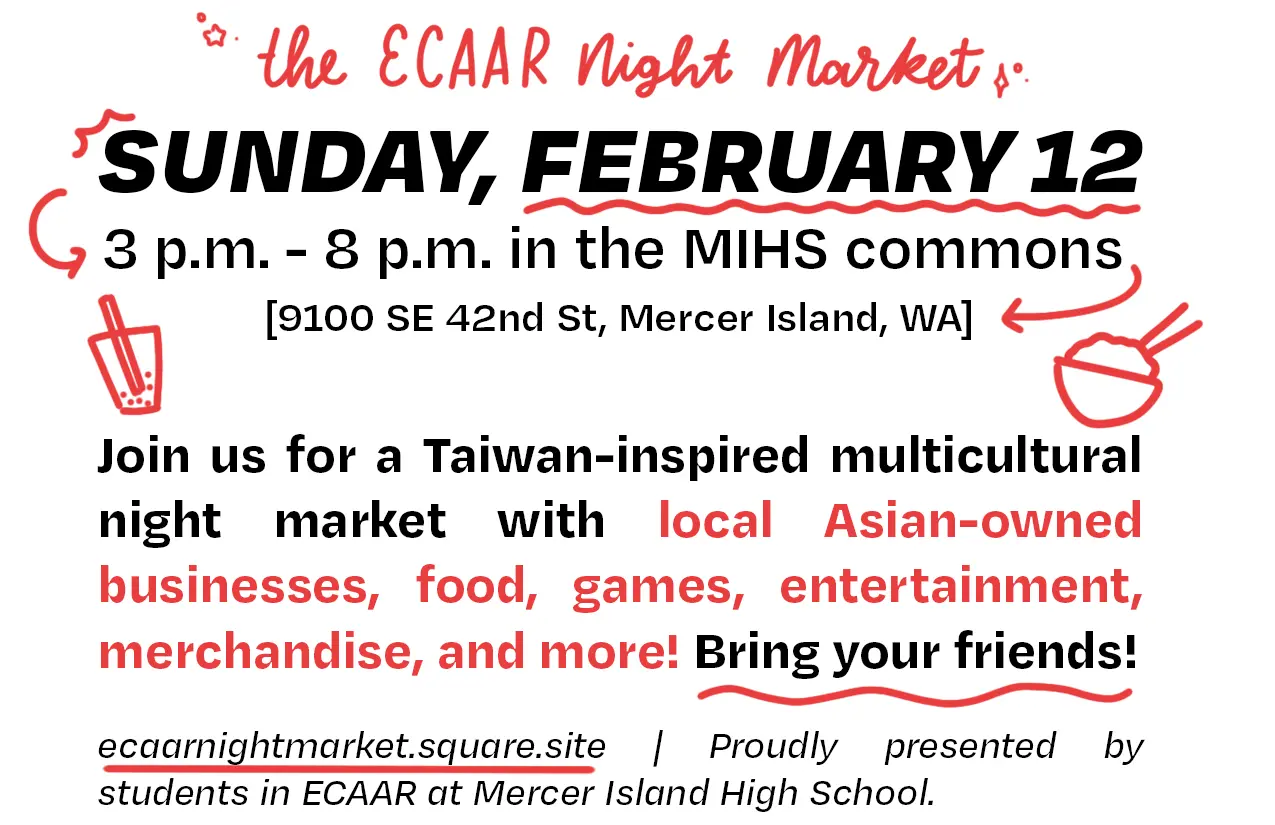 the ECAAR Night Market
SUNDAY, FEBRUARY 12
3 p.m. - 8 p.m. in the MIHS commons
[9100 SE 42nd St, Mercer Island, WA]
Join us for a Taiwan-inspired multicultural
night market with local Asian-owned
businesses, food, games, entertainment,
merchandise, and more! Bring your friends!
ecaarnightmarket.square.site | Proudly presented by
students in ECAAR at Mercer Island High School.